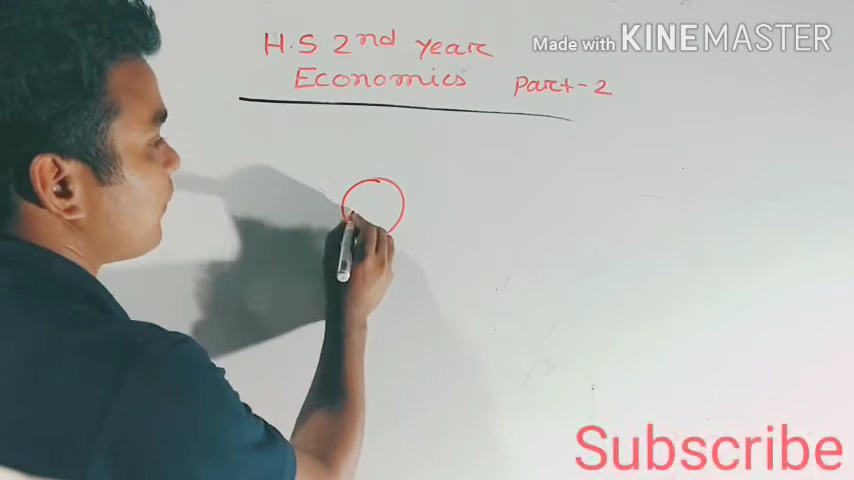 H.S 2nd year
Economics Part-2
Made with KINEMASTER
Subscribe